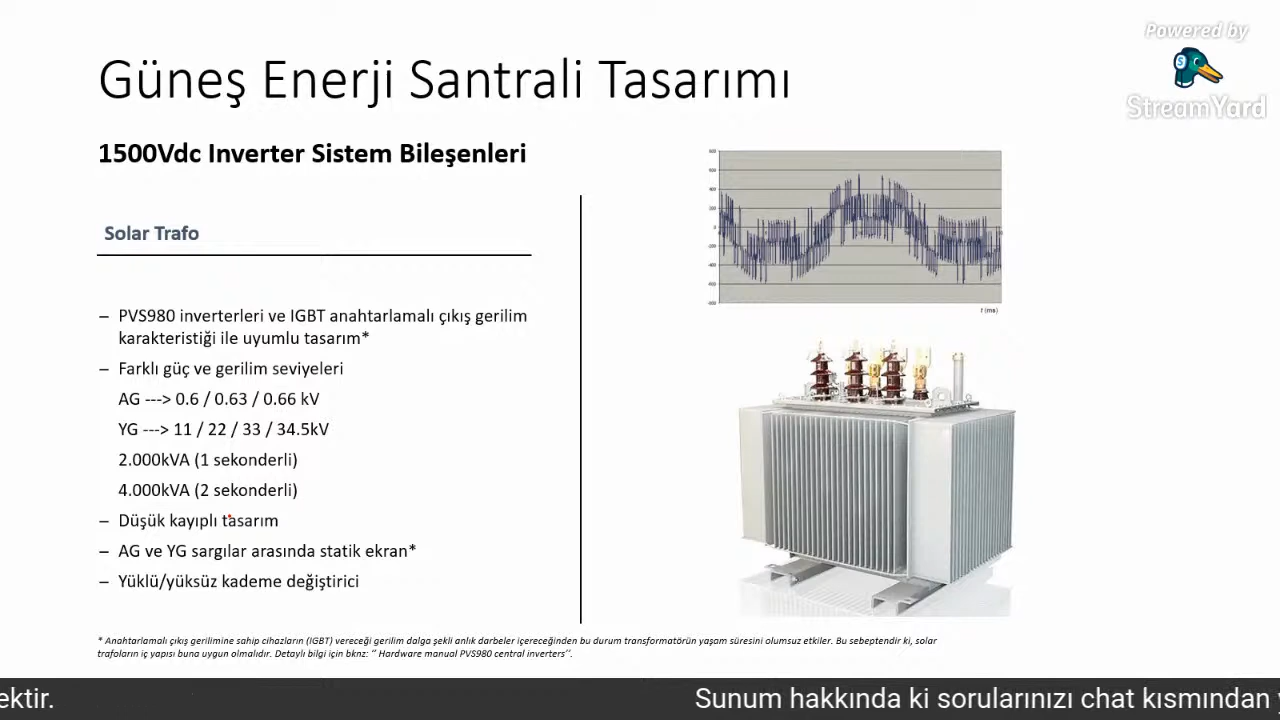 Powered by
StreamYard
Güneş Enerji Santrali Tasarımı
1500Vdc Inverter Sistem Bileşenleri
Solar Trafo
– PVS980 inverterleri ve IGBT anahtarlamalı çıkış gerilim
karakteristiği ile uyumlu tasarım*
– Farklı güç ve gerilim seviyeleri
AG ---> 0.6 / 0.63 / 0.66 kV
YG ---> 11 / 22 / 33 / 34.5kV
2.000kVA (1 sekonderli)
4.000kVA (2 sekonderli)
– Düşük kayıplı tasarım
– AG ve YG sargılar arasında statik ekran*
– Yüklü/yüksüz kademe değiştirici
t (ms)
* Anahtarlamalı çıkış gerilimine sahip cihazların (IGBT) vereceği gerilim dalga şekli anlık darbeler içereceğinden bu durum transformatörün yaşam süresini olumsuz etkiler. Bu sebeptendir ki, solar
trafoların iç yapısı buna uygun olmalıdır. Detaylı bilgi için bknz: '' Hardware manual PVS980 central inverters''.
ektir.
Sunum hakkında ki sorularınızı chat kısmından